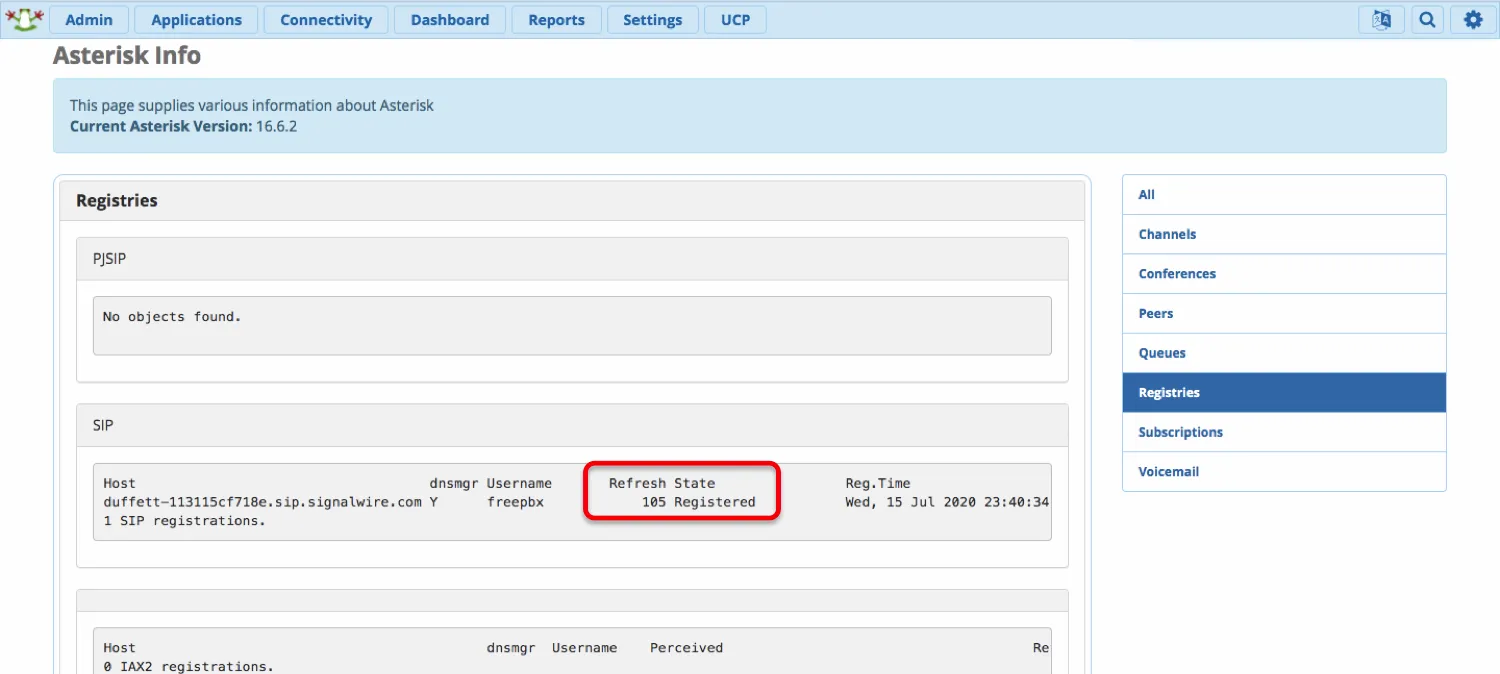 Admin Applications Connectivity Dashboard Reports Settings UCP
Asterisk Info
This page supplies various information about Asterisk
Current Asterisk Version: 16.6.2
Registries
PJSIP
No objects found.
SIP
Host dnsmgr Username Refresh State Reg.Time
duffett-113115cf718e.sip.signalwire.com Y freepbx 105 Registered Wed, 15 Jul 2020 23:40:34
1 SIP registrations.
Host dnsmgr Username Perceived Re
0 IAX2 registrations.
All
Channels
Conferences
Peers
Queues
Registries
Subscriptions
Voicemail